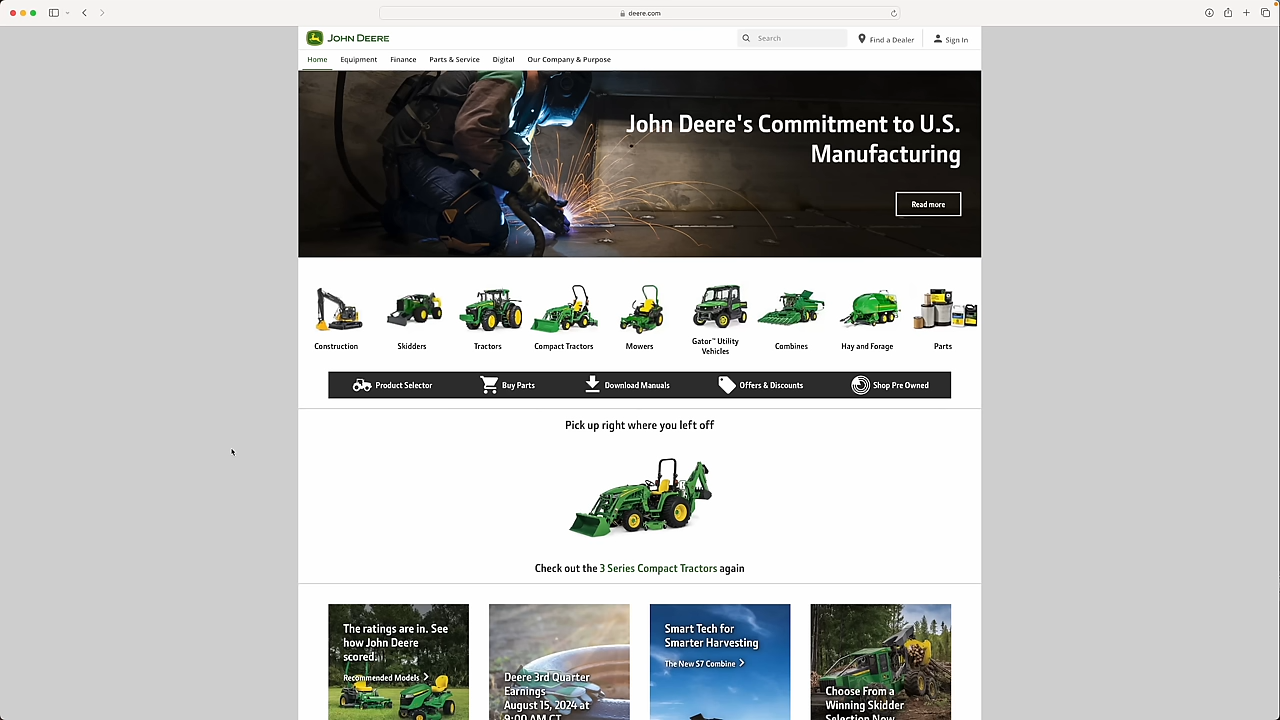 deere.com
JOHN DEERE
Search
Find a Dealer
Sign In
Home
Equipment
Finance
Parts & Service
Digital
Our Company & Purpose
John Deere's Commitment to U.S.
Manufacturing
Read more
Construction
Skidders
Tractors
Compact Tractors
Mowers
Gator™ Utility
Vehicles
Combines
Hay and Forage
Parts
Product Selector
Buy Parts
Download Manuals
Offers & Discounts
Shop Pre Owned
Pick up right where you left off
Check out the 3 Series Compact Tractors again
The ratings are in. See
how John Deere
scored.
Recommended Models
Deere 3rd Quarter
Earnings
August 15, 2024 at
9:00 AM CT
Smart Tech for
Smarter Harvesting
The New S7 Combine
Choose From a
Winning Skidder
Selection Now